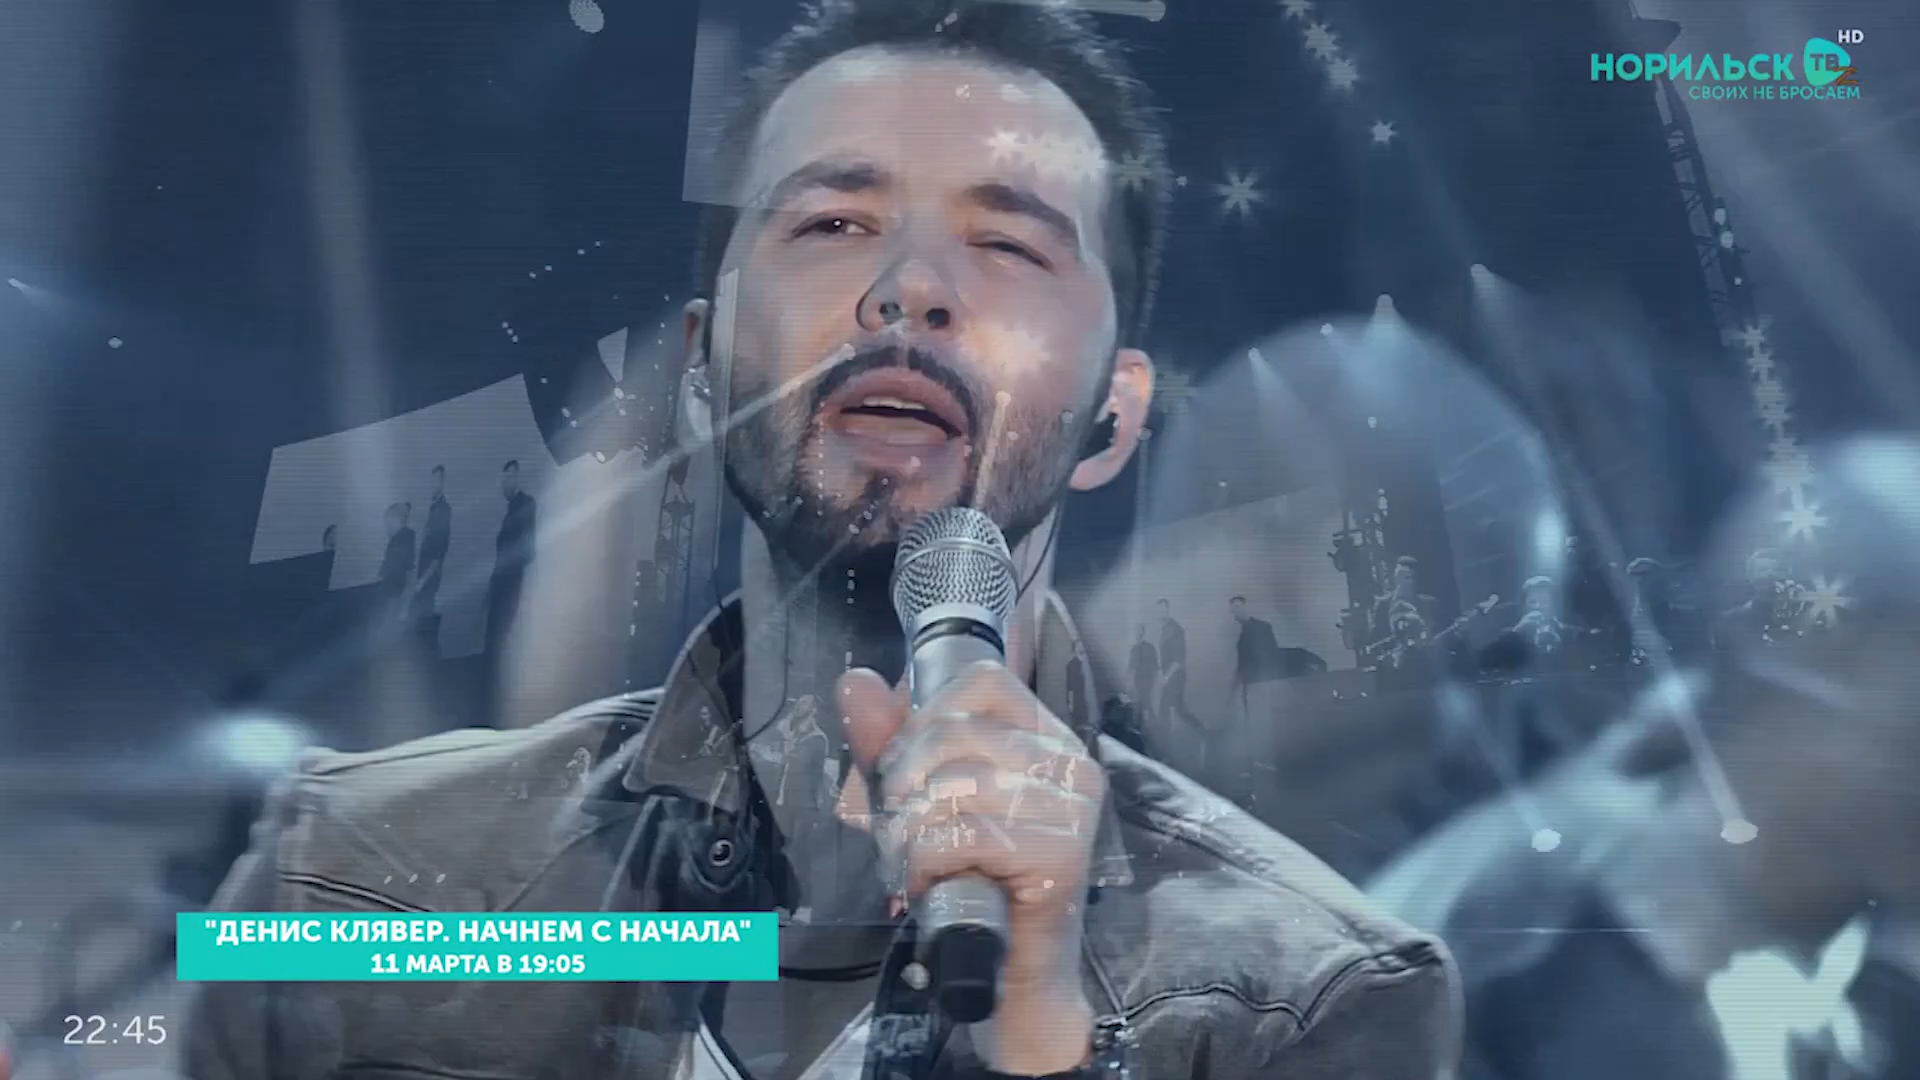 HD
НОРИЛЬСК ТВ
СВОИХ НЕ БРОСАЕМ
"ДЕНИС КЛЯВЕР. НАЧНЕМ С НАЧАЛА"
11 МАРТА В 19:05
22:45